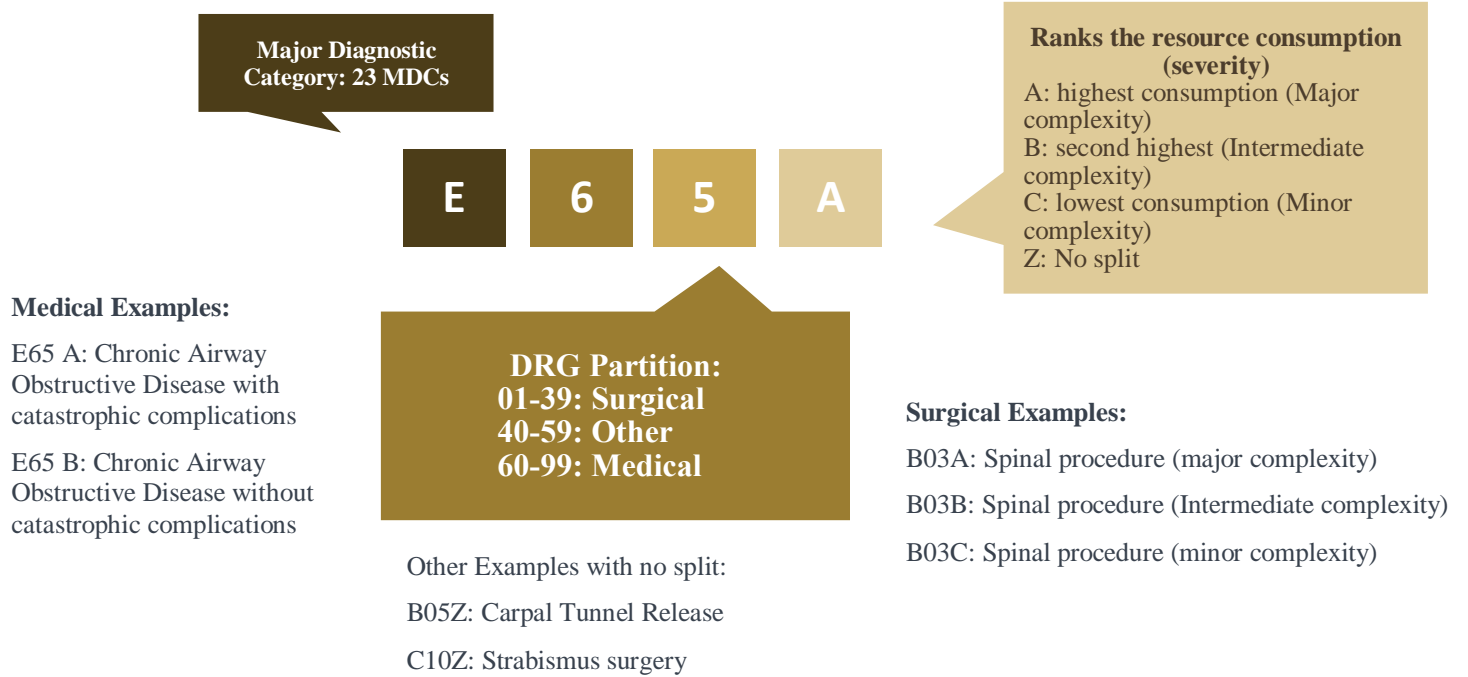 Major Diagnostic
Category: 23 MDCs
Ranks the resource consumption
(severity)
A: highest consumption (Major
complexity)
B: second highest (Intermediate
complexity)
C: lowest consumption (Minor
complexity)
Z: No split
E 6 5 A
Medical Examples:
E65 A: Chronic Airway
Obstructive Disease with
catastrophic complications
E65 B: Chronic Airway
Obstructive Disease without
catastrophic complications
DRG Partition:
01-39: Surgical
40-59: Other
60-99: Medical
Surgical Examples:
B03A: Spinal procedure (major complexity)
B03B: Spinal procedure (Intermediate complexity)
B03C: Spinal procedure (minor complexity)
Other Examples with no split:
B05Z: Carpal Tunnel Release
C10Z: Strabismus surgery